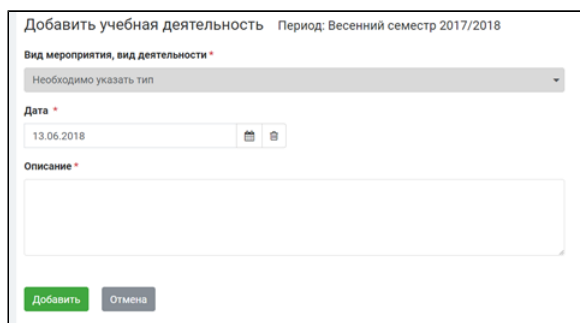 Добавить учебная деятельность Период: Весенний семестр 2017/2018
Вид мероприятия, вид деятельности *
Необходимо указать тип
Дата *
13.06.2018
Описание *
Добавить Отмена